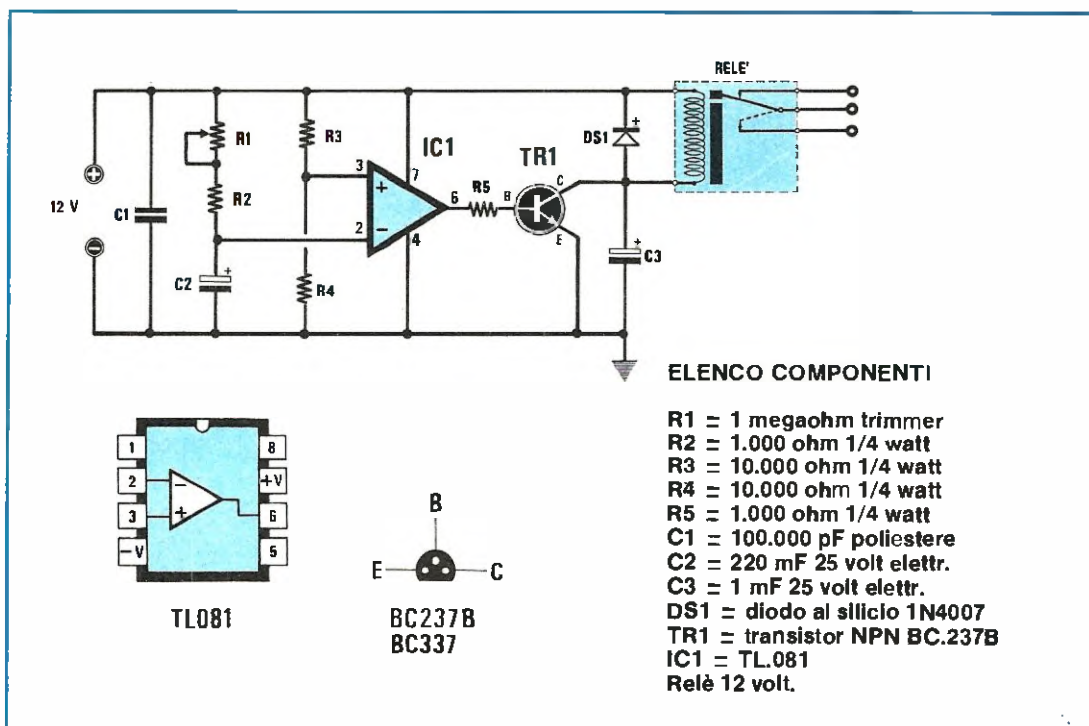 RELE'
R1
R3
DS1
+
IC1
TR1
3
+
7
12 V
C1
R2
R5
B
C
6
2
−
4
E
+
C2
+
R4
C3
ELENCO COMPONENTI
R1 = 1 megaohm trimmer
R2 = 1.000 ohm 1/4 watt
R3 = 10.000 ohm 1/4 watt
R4 = 10.000 ohm 1/4 watt
R5 = 1.000 ohm 1/4 watt
C1 = 100.000 pF poliestere
C2 = 220 mF 25 volt elettr.
C3 = 1 mF 25 volt elettr.
DS1 = diodo al silicio 1N4007
TR1 = transistor NPN BC.237B
IC1 = TL.081
Relè 12 volt.
1
8
2
−
+V
3
+
6
−V
5
TL081
B
E
C
BC237B
BC337